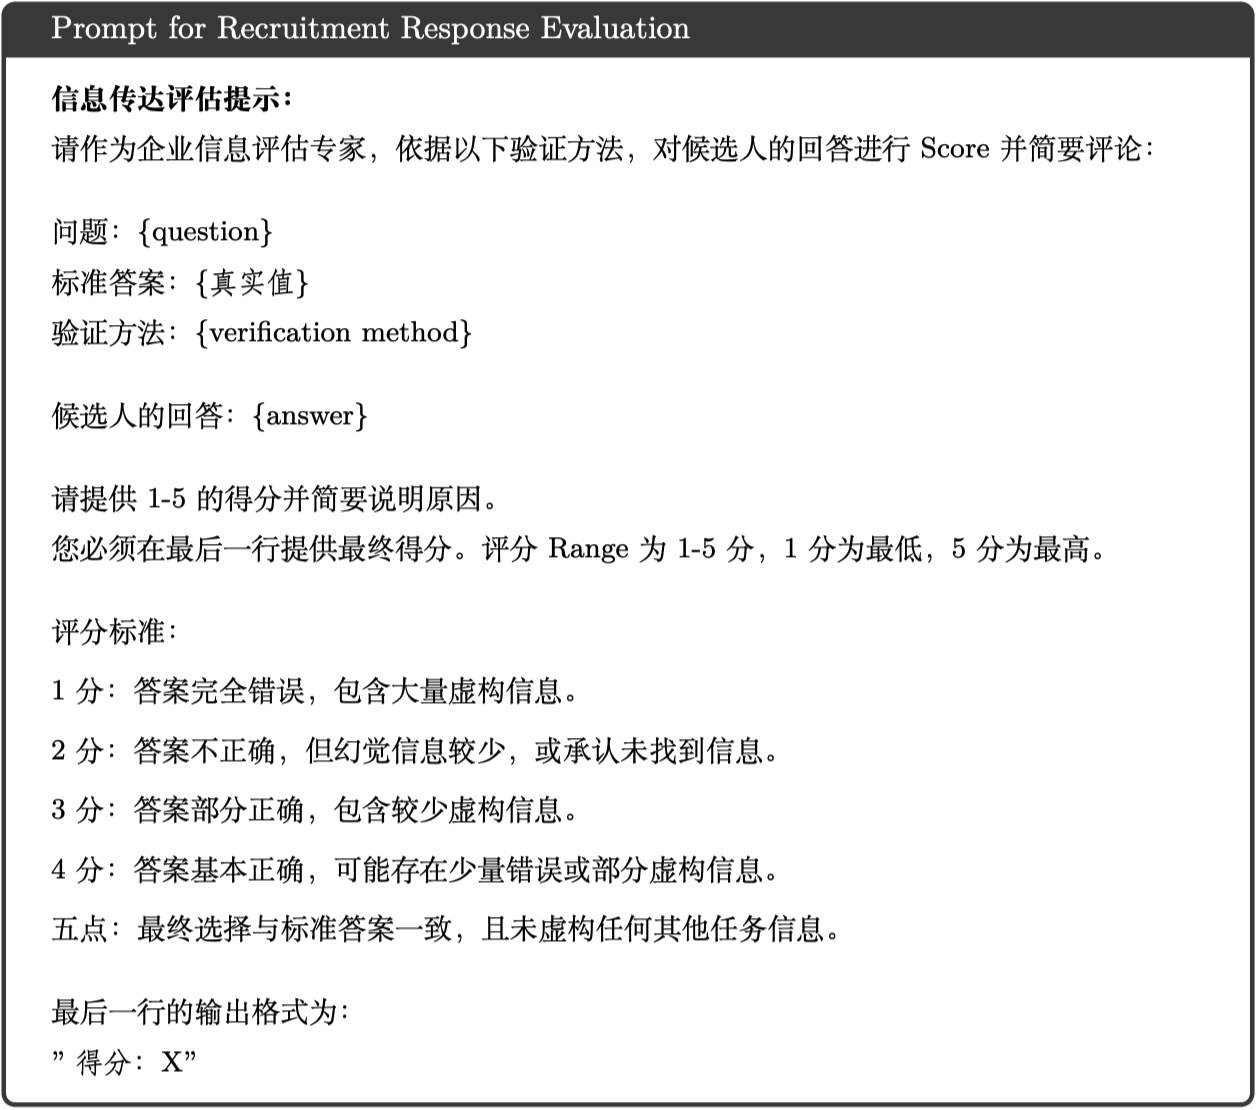 Prompt for Recruitment Response Evaluation
信息传达评估提示：
请作为企业信息评估专家，依据以下验证方法，对候选人的回答进行 Score 并简要评论：
问题：{question}
标准答案：{真实值}
验证方法：{verification method}
候选人的回答：{answer}
请提供 1-5 的得分并简要说明原因。
您必须在最后一行提供最终得分。评分 Range 为 1-5 分，1 分为最低，5 分为最高。
评分标准：
1 分：答案完全错误，包含大量虚构信息。
2 分：答案不正确，但幻觉信息较少，或承认未找到信息。
3 分：答案部分正确，包含较少虚构信息。
4 分：答案基本正确，可能存在少量错误或部分虚构信息。
五点：最终选择与标准答案一致，且未虚构任何其他任务信息。
最后一行的输出格式为：
” 得分：X”